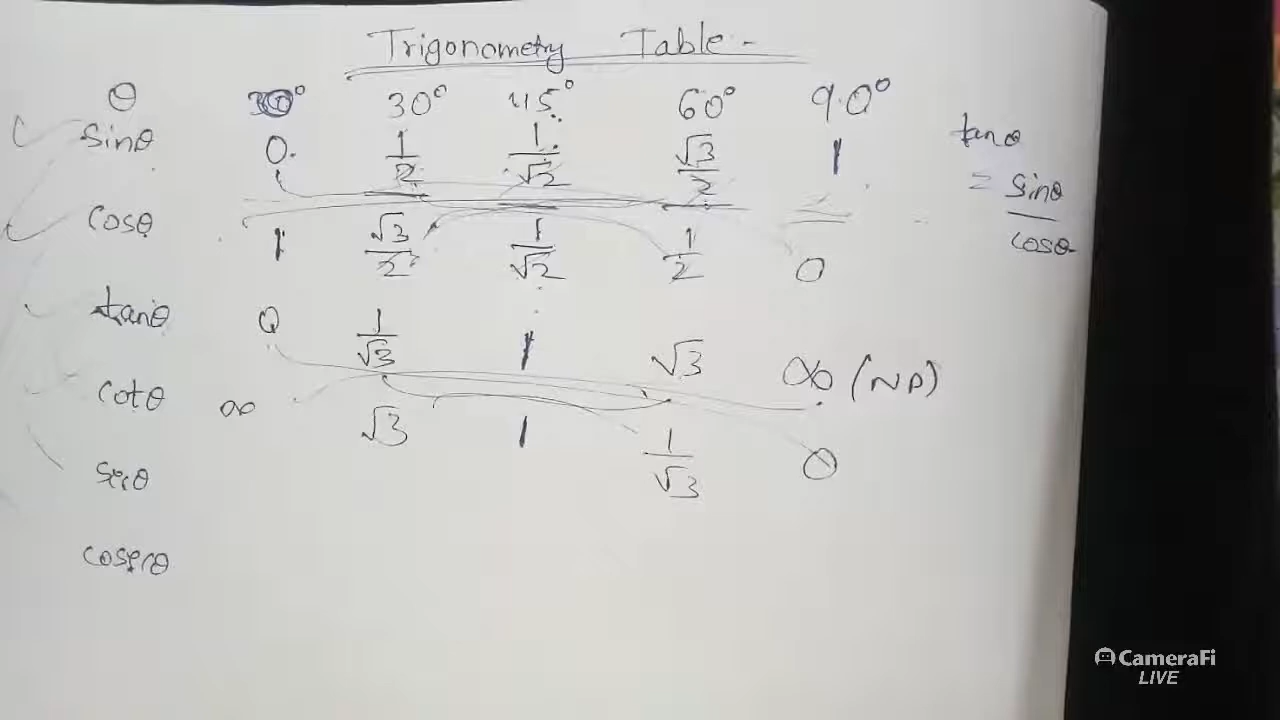 Trigonometry Table -
θ 30° 45° 60° 90°
sinθ 0 1/2 1/√2 √3/2 1
cosθ 1 √3/2 1/√2 1/2 0
tanθ 0 1/√3 1 √3 ∞ (ND)
cotθ ∞ √3 1 1/√3 0
secθ
cosecθ
tanθ
= sinθ
cosθ
CameraFi
LIVE